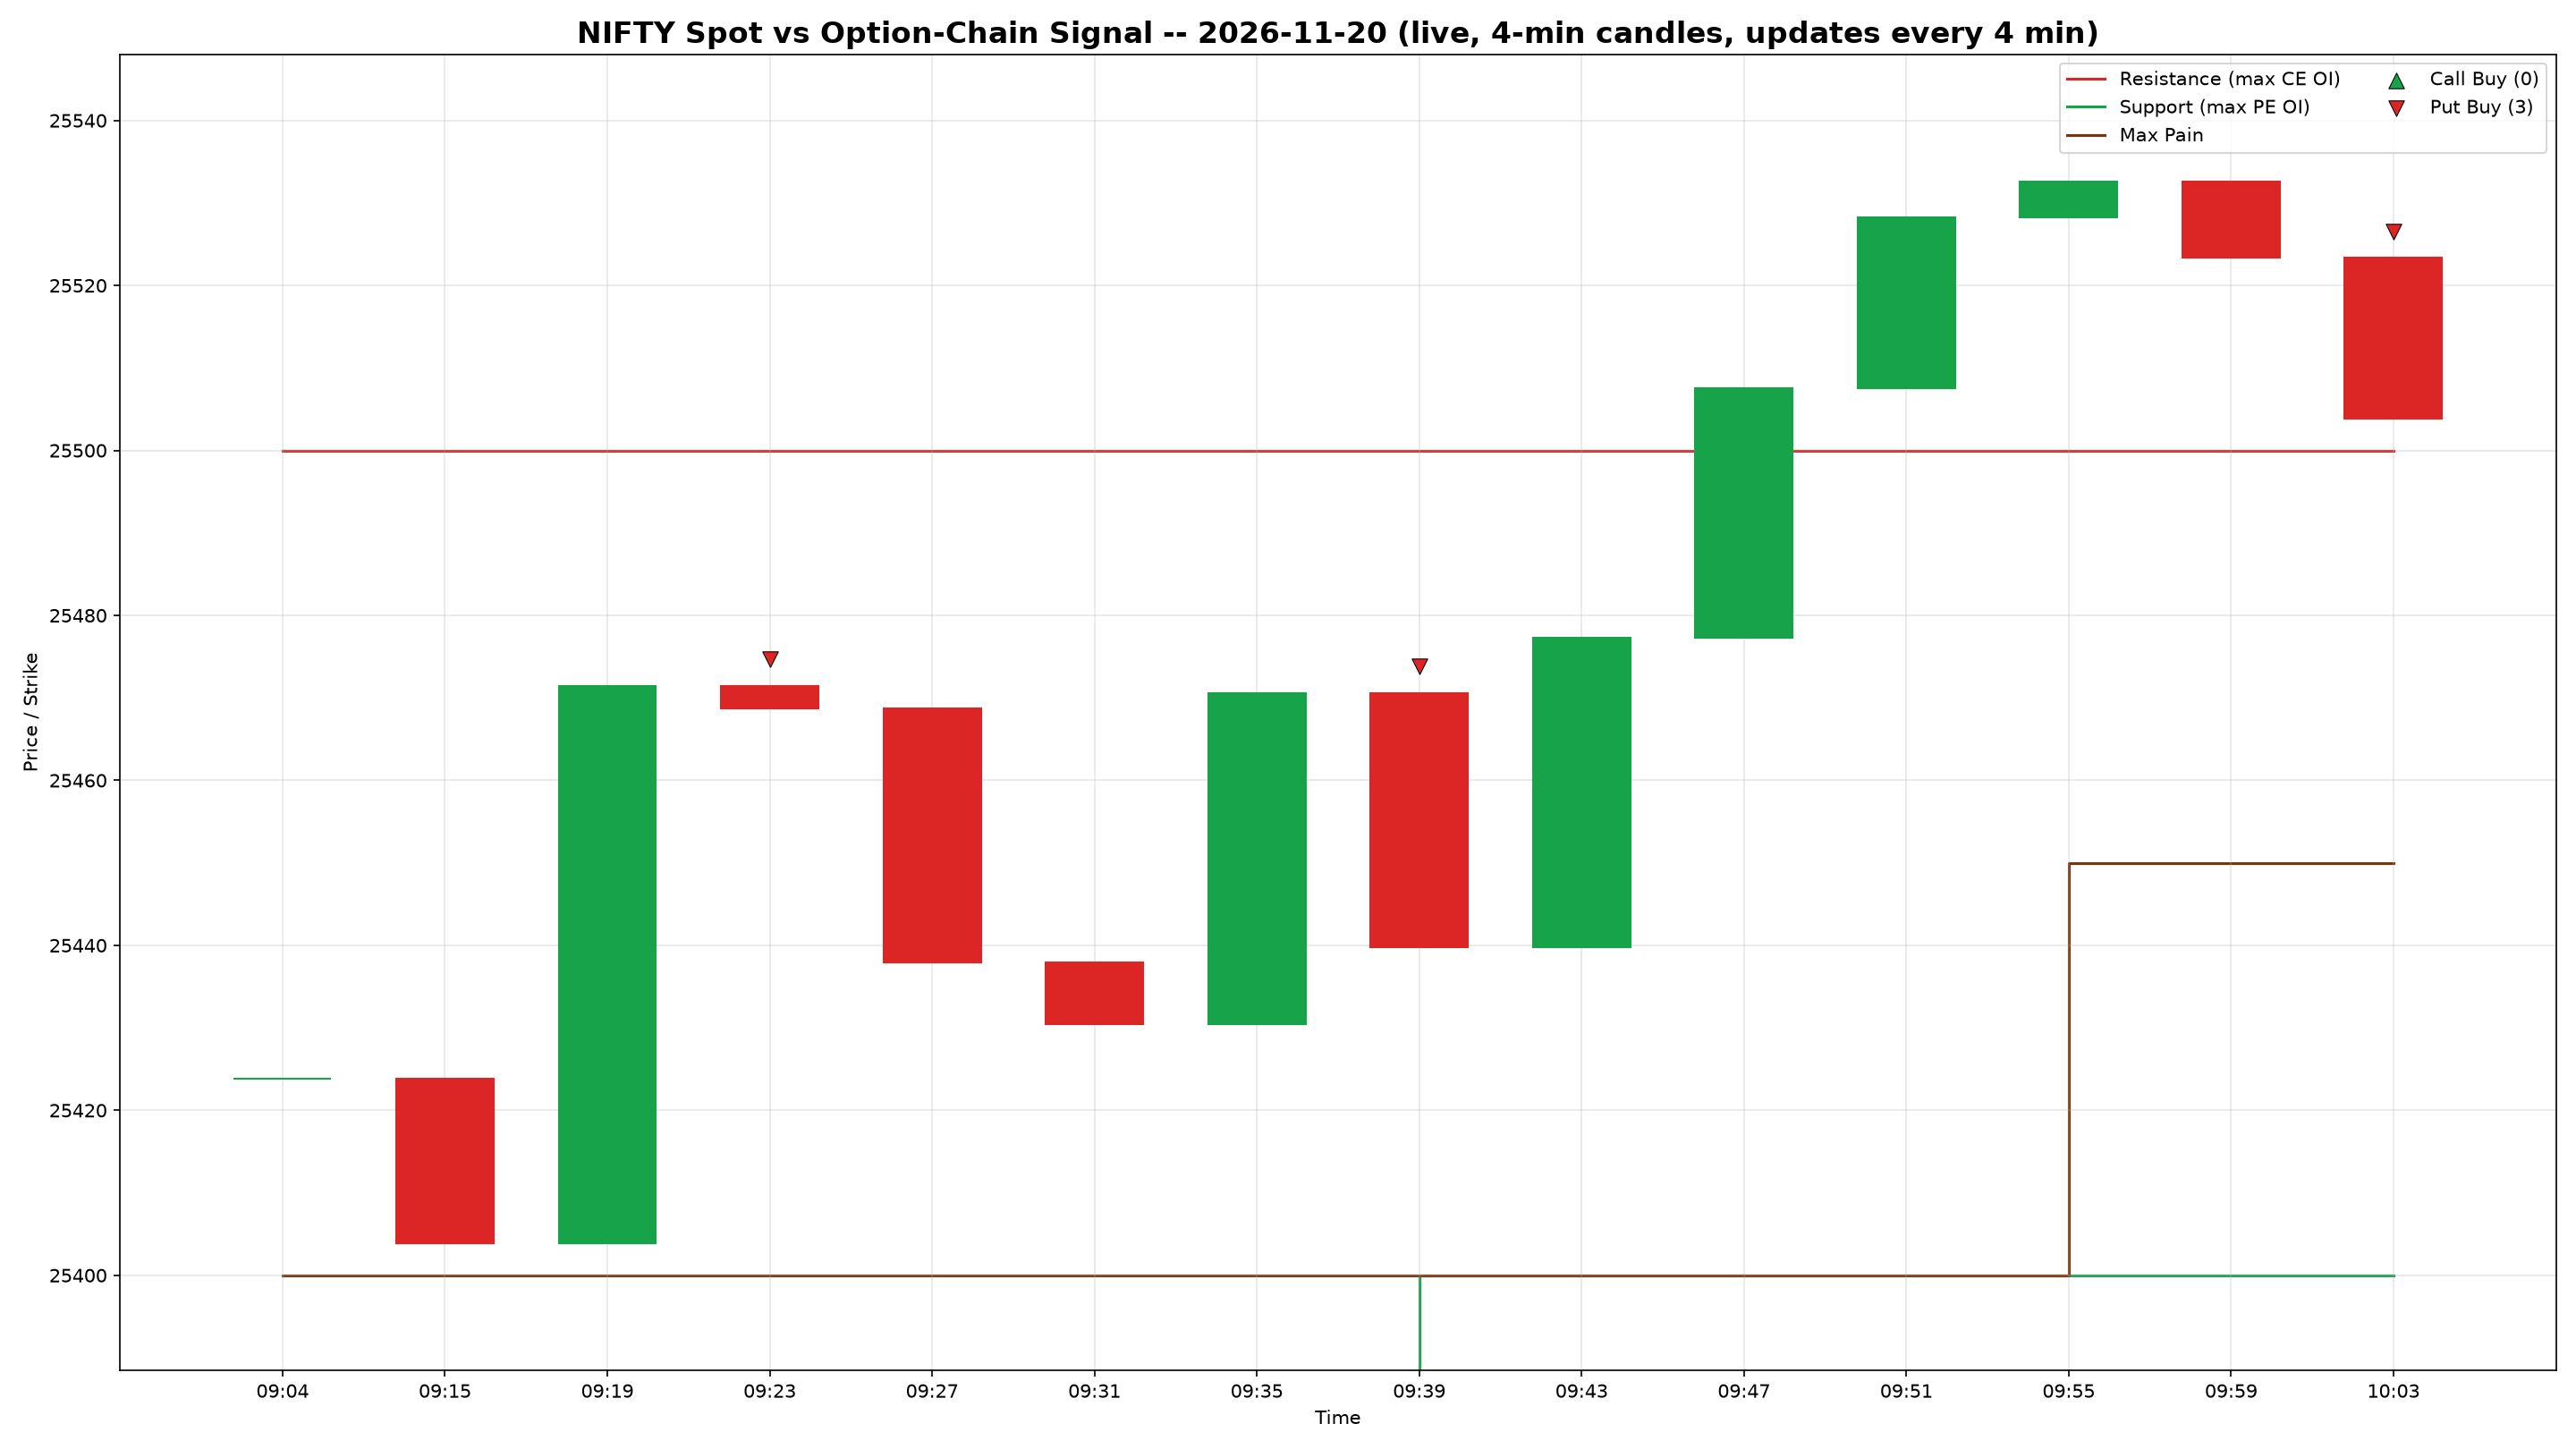 NIFTY Spot vs Option-Chain Signal -- 2026-11-20 (live, 4-min candles, updates every 4 min)
Resistance (max CE OI)
Support (max PE OI)
Max Pain
Call Buy (0)
Put Buy (3)
Price / Strike
25540
25520
25500
25480
25460
25440
25420
25400
09:04 09:15 09:19 09:23 09:27 09:31 09:35 09:39 09:43 09:47 09:51 09:55 09:59 10:03
Time